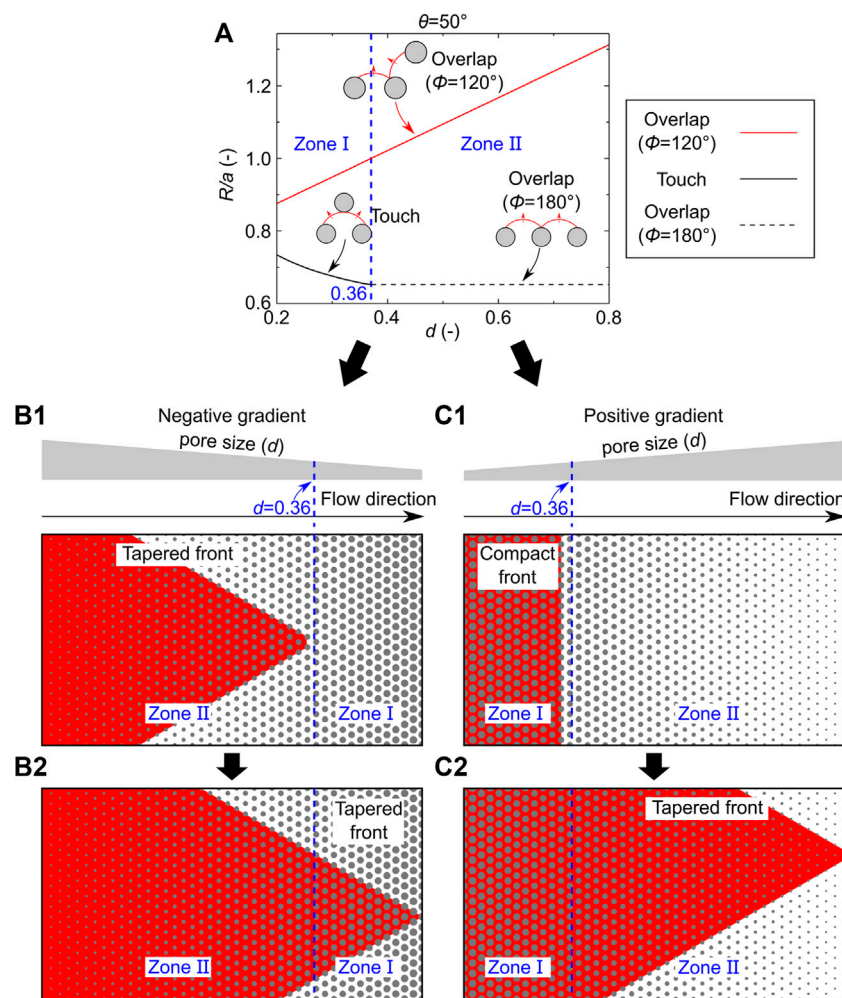 A
θ=50°
Overlap
(Φ=120°)
Zone I
Zone II
Touch
Overlap
(Φ=180°)
0.36
R/a (-)
1.2
1.0
0.8
0.6
0.2
0.4
0.6
0.8
d (-)
Overlap
(Φ=120°)
Touch
Overlap
(Φ=180°)
B1
Negative gradient
pore size (d)
Flow direction
d=0.36
Tapered front
Zone II
Zone I
C1
Positive gradient
pore size (d)
Flow direction
d=0.36
Compact
front
Zone I
Zone II
B2
Tapered
front
Zone II
Zone I
C2
Tapered front
Zone I
Zone II